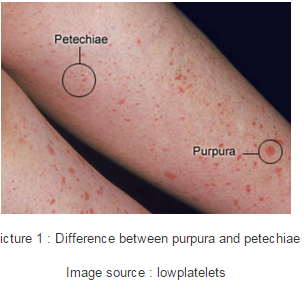 Petechiae
Purpura
icture 1 : Difference between purpura and petechiae
Image source : lowplatelets